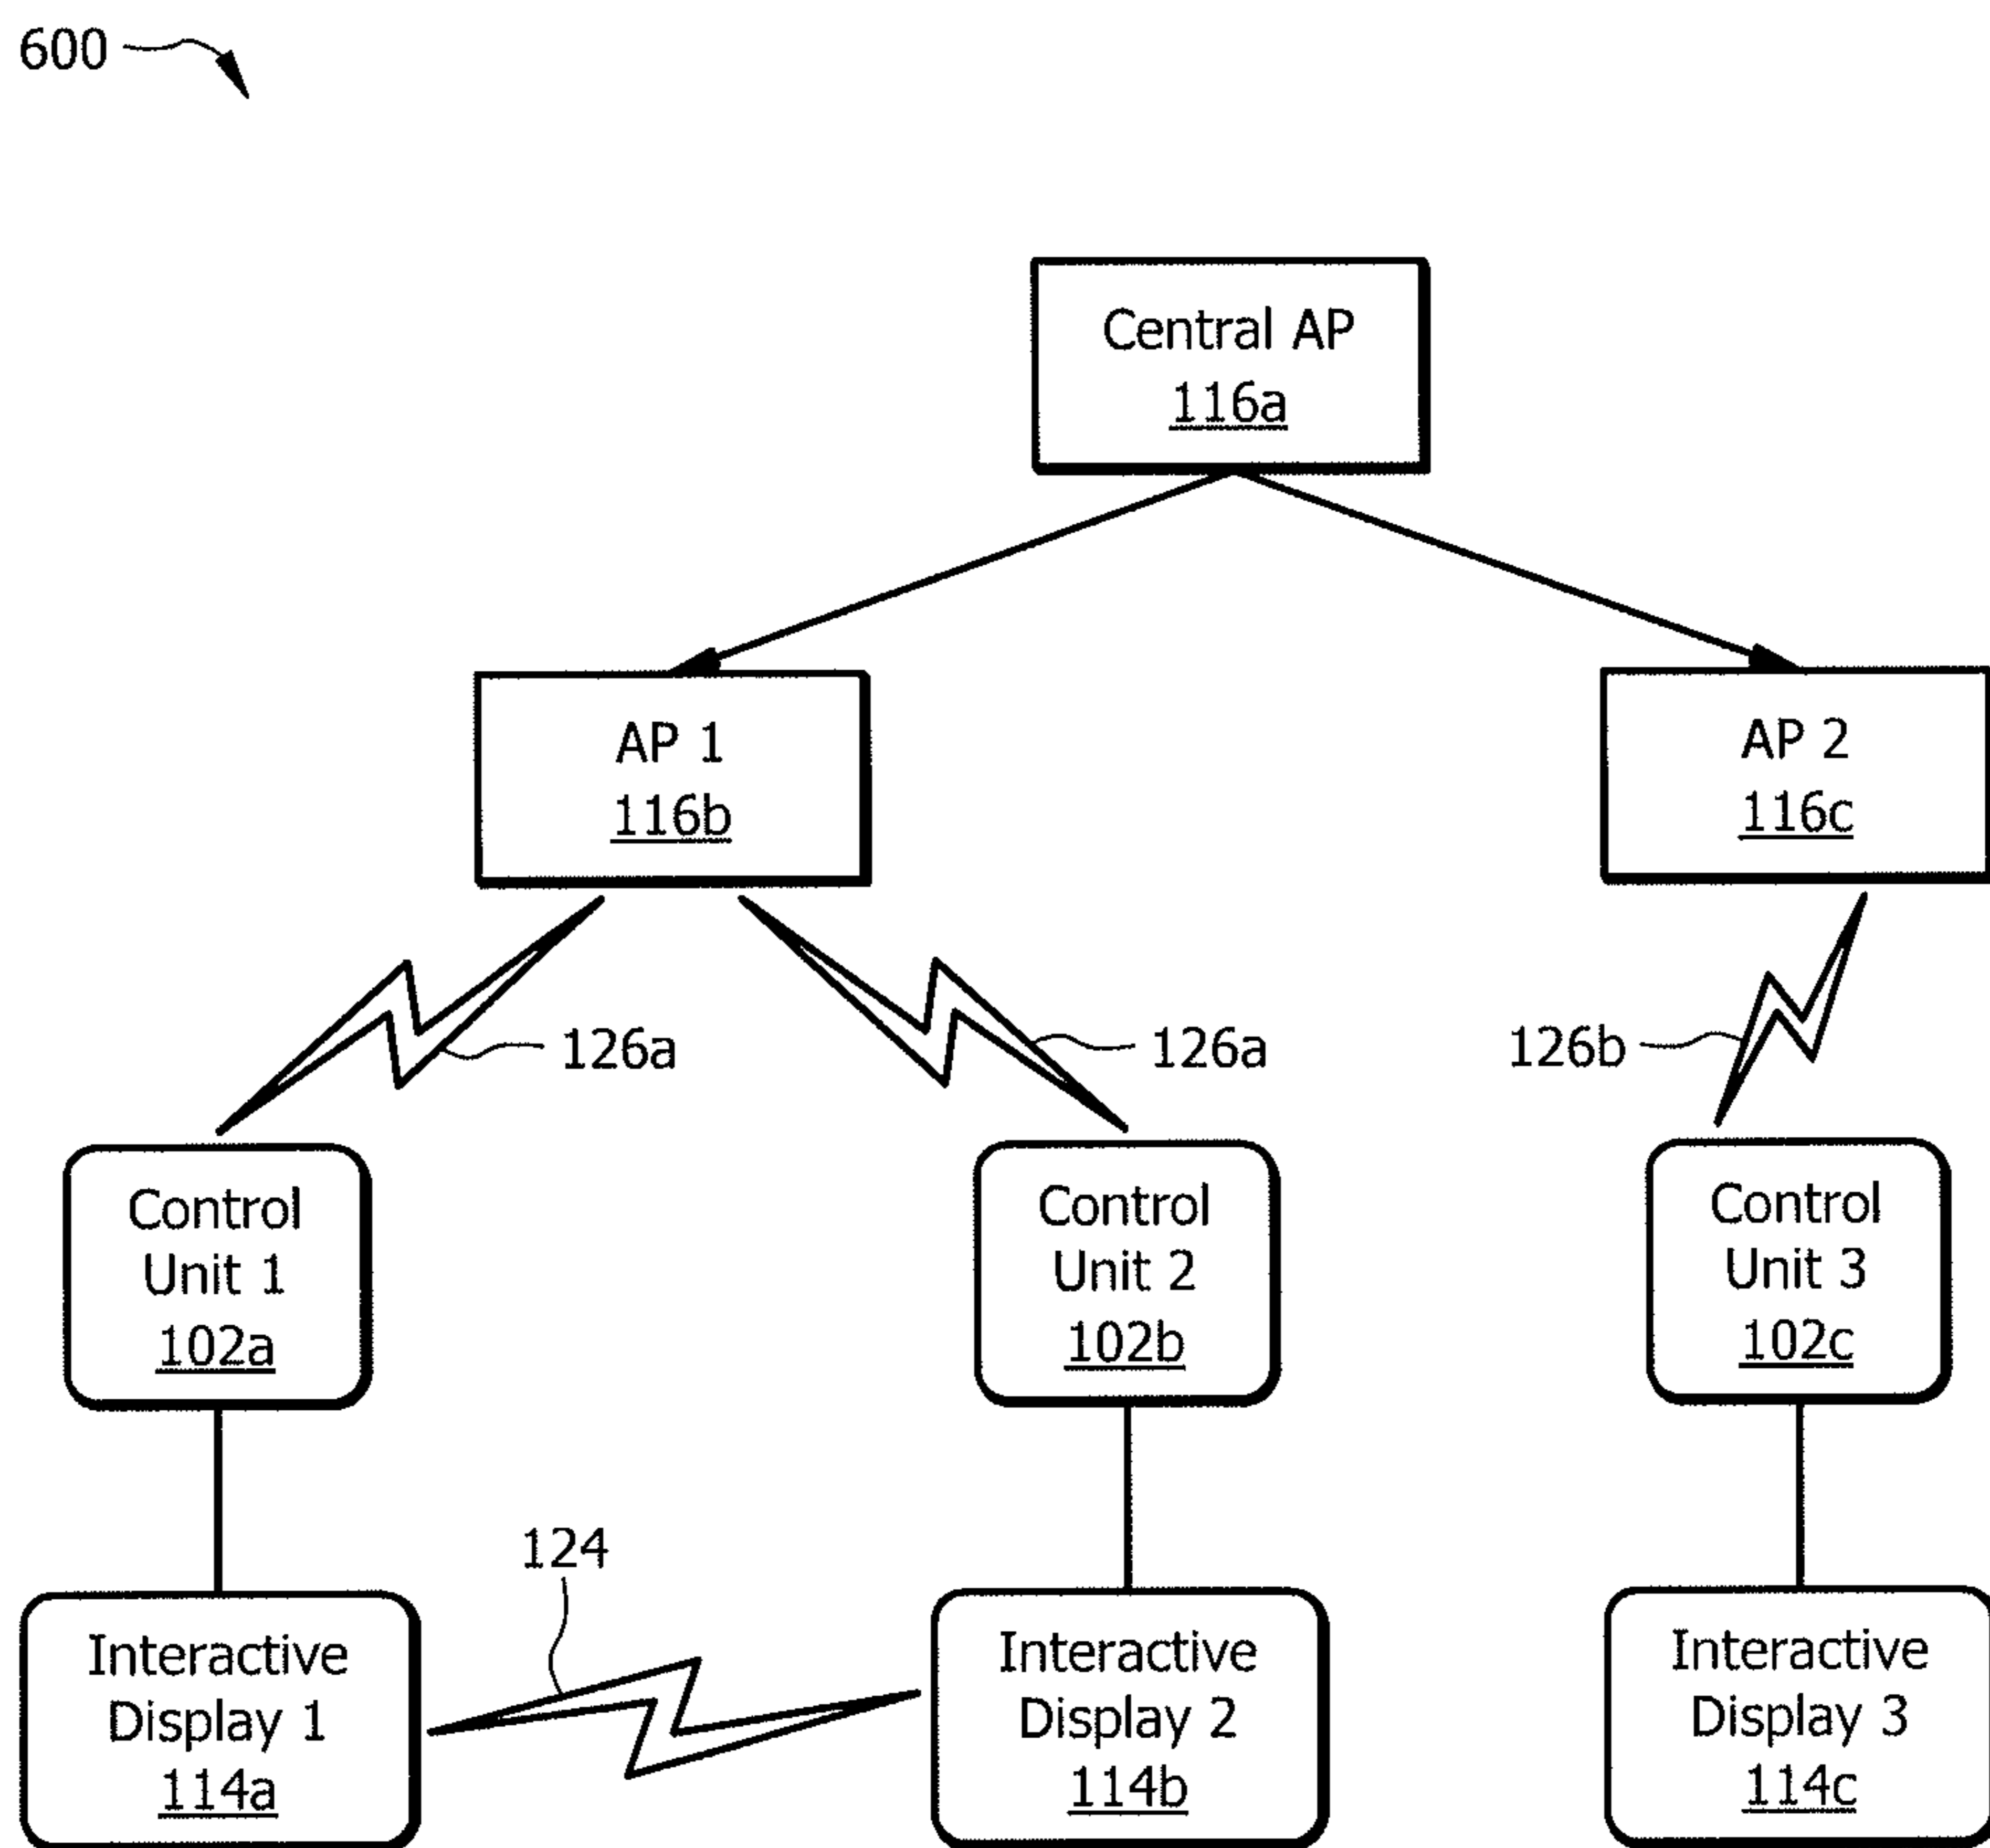 600
Central AP
116a
AP 1
116b
AP 2
116c
126a
126a
126b
Control
Unit 1
102a
Control
Unit 2
102b
Control
Unit 3
102c
124
Interactive
Display 1
114a
Interactive
Display 2
114b
Interactive
Display 3
114c